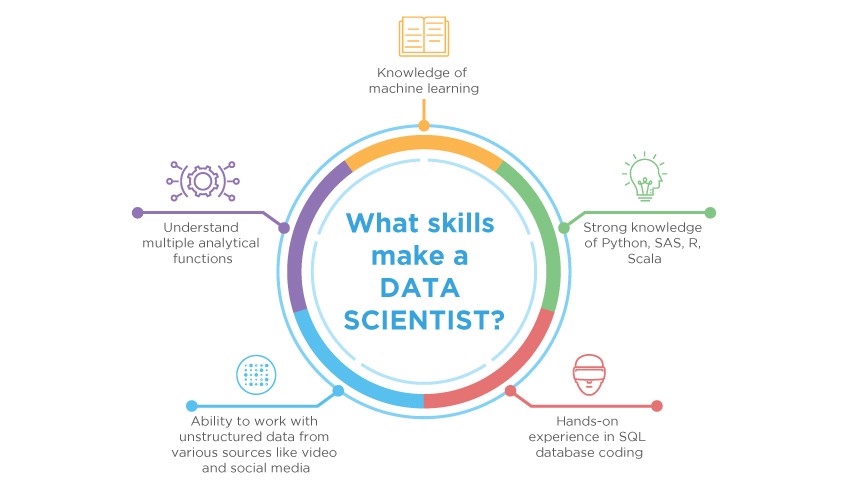 Knowledge of
machine learning
Understand
multiple analytical
functions
Strong knowledge
of Python, SAS, R,
Scala
What skills
make a
DATA
SCIENTIST?
Ability to work with
unstructured data from
various sources like video
and social media
Hands-on
experience in SQL
database coding